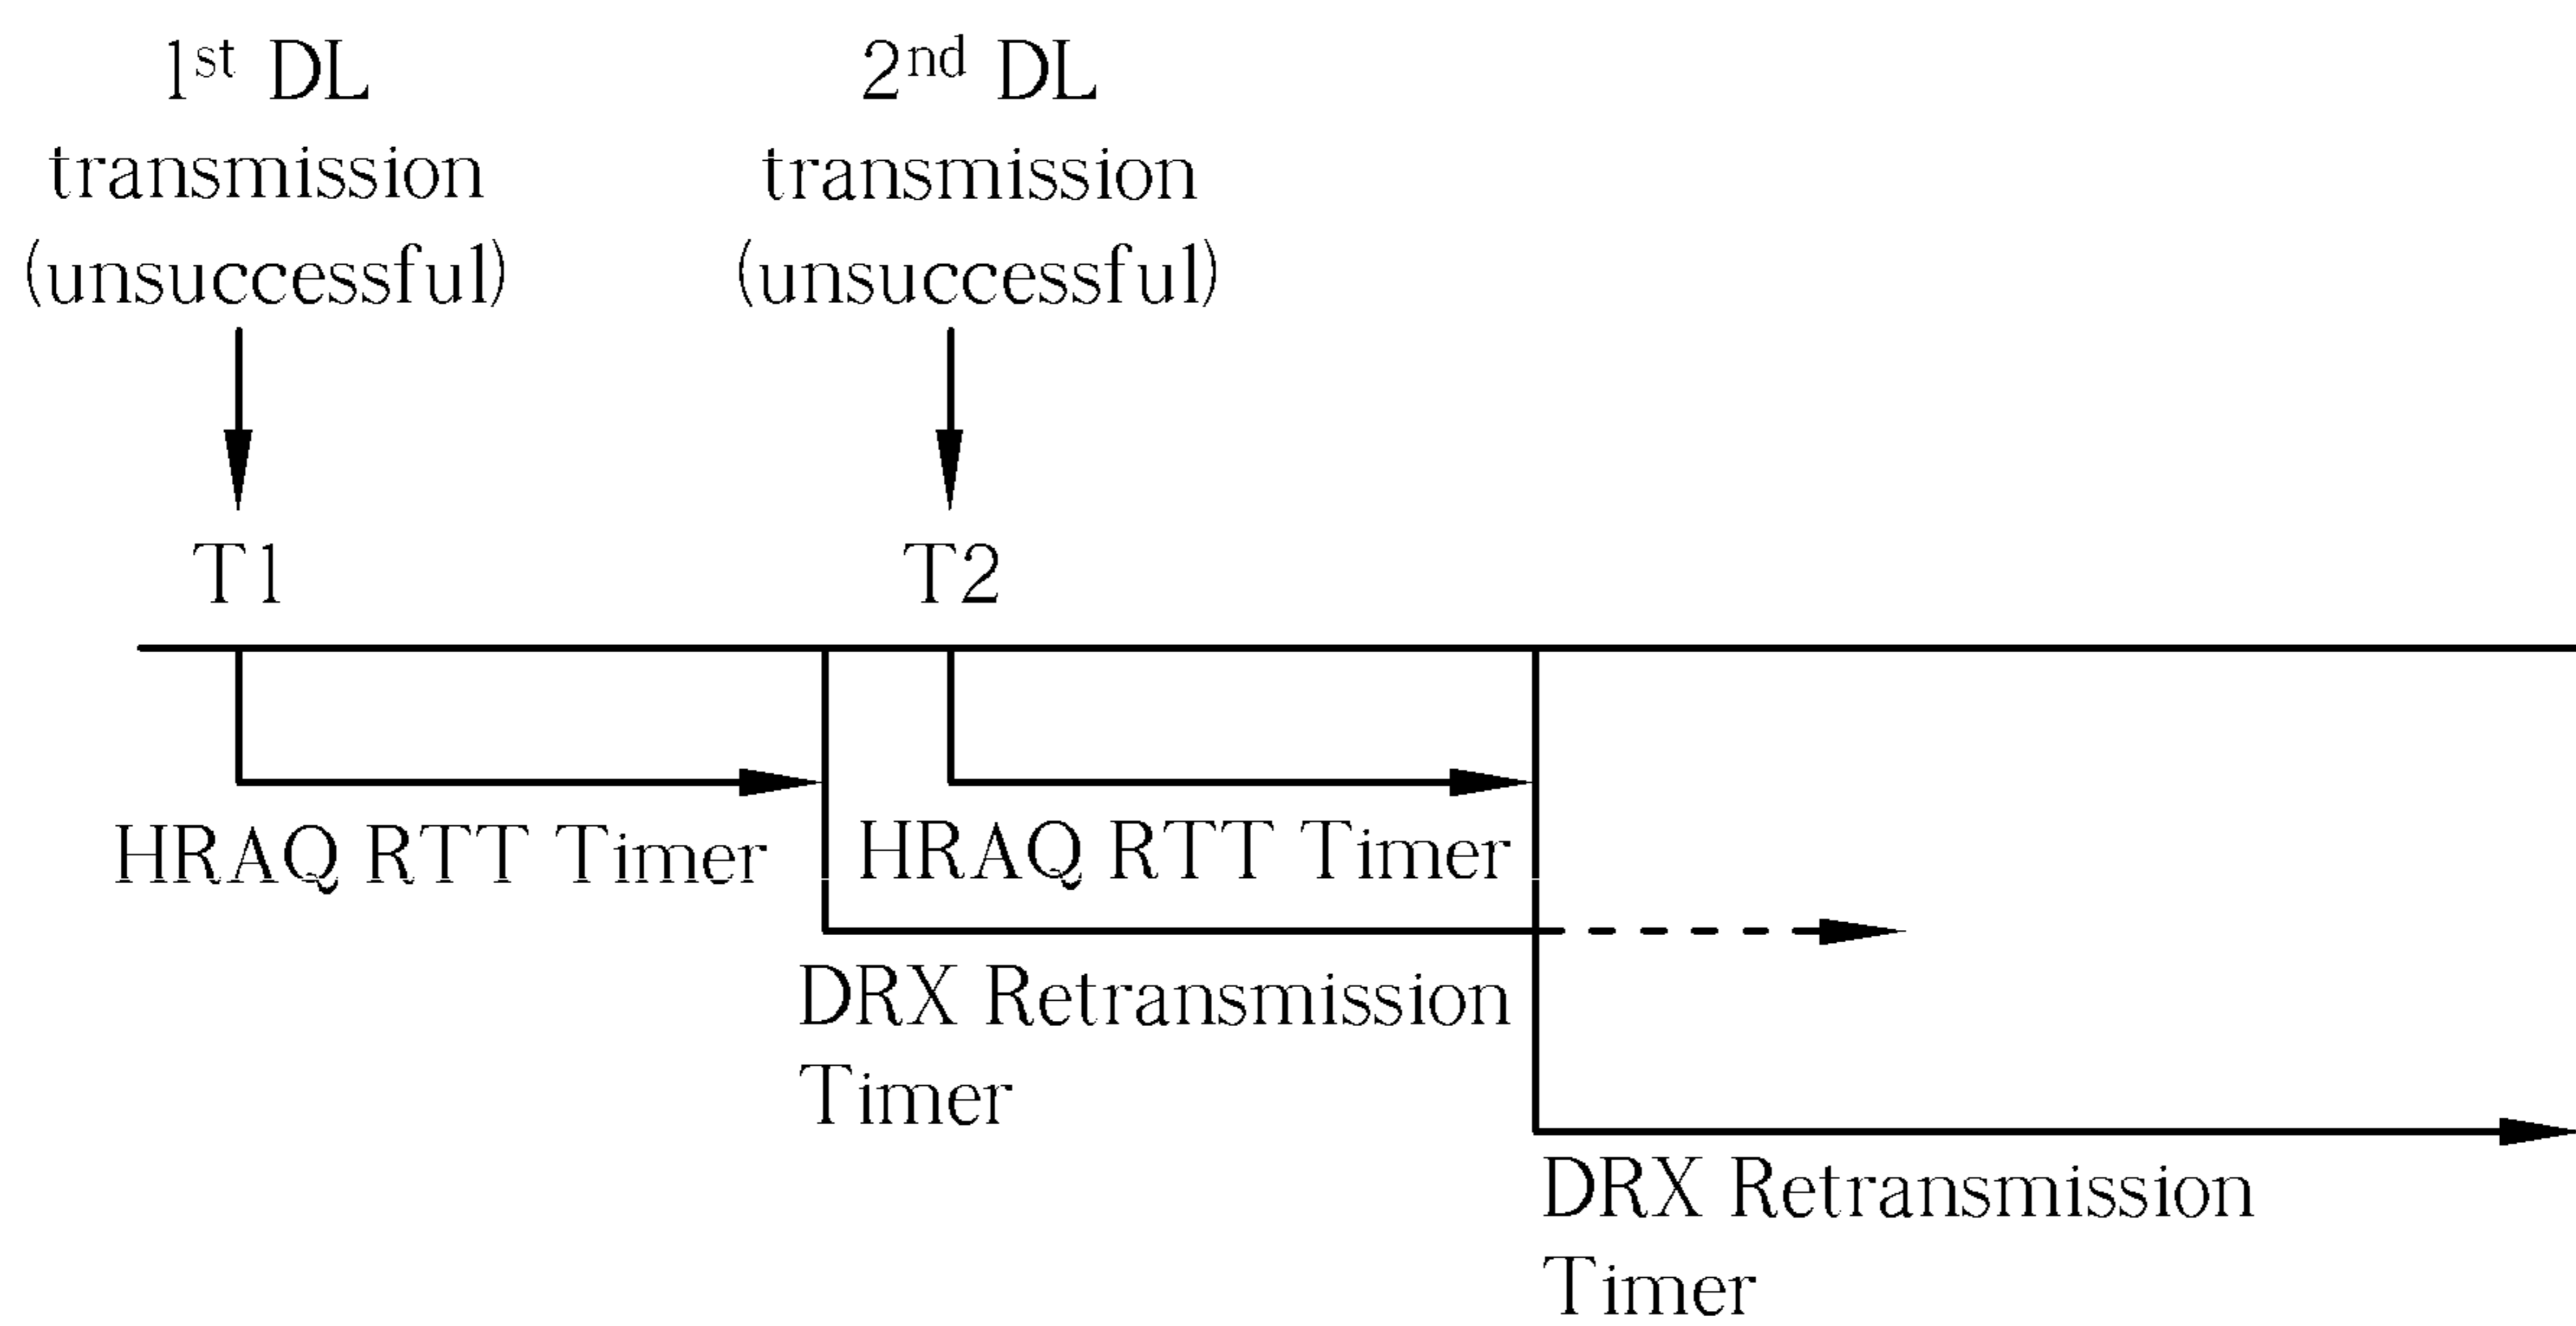 1st DL
transmission
(unsuccessful)
2nd DL
transmission
(unsuccessful)
T1
T2
HRAQ RTT Timer
HRAQ RTT Timer
DRX Retransmission
Timer
DRX Retransmission
Timer